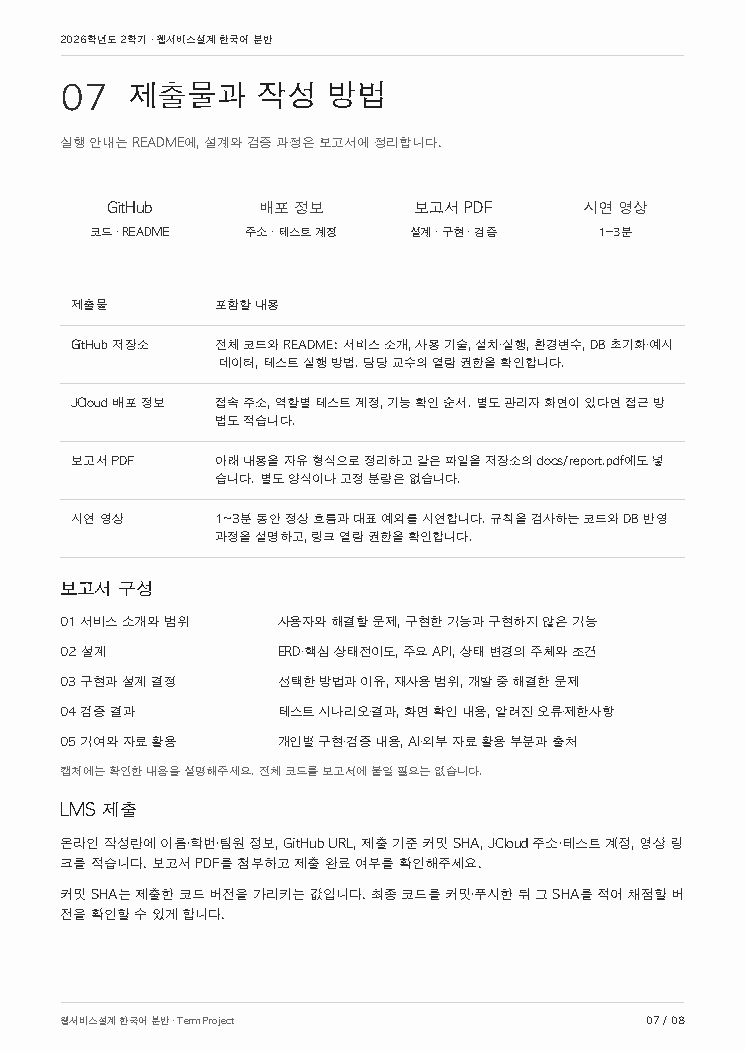 2026학년도 2학기 · 웹서비스설계 한국어 분반
07 제출물과 작성 방법
실행 안내는 README에, 설계와 검증 과정은 보고서에 정리합니다.
GitHub 배포 정보 보고서 PDF 시연 영상
코드 · README 주소 · 테스트 계정 설계 · 구현 · 검증 1–3분
제출물 포함할 내용
GitHub 저장소 전체 코드와 README: 서비스 소개, 사용 기술, 설치·실행, 환경변수, DB 초기화·예시
데이터, 테스트 실행 방법. 담당 교수의 열람 권한을 확인합니다.
JCloud 배포 정보 접속 주소, 역할별 테스트 계정, 기능 확인 순서. 별도 관리자 화면이 있다면 접근 방
법도 적습니다.
보고서 PDF 아래 내용을 자유 형식으로 정리하고 같은 파일을 저장소의 docs/report.pdf에도 넣
습니다. 별도 양식이나 고정 분량은 없습니다.
시연 영상 1~3분 동안 정상 흐름과 대표 예외를 시연합니다. 규칙을 검사하는 코드와 DB 반영
과정을 설명하고, 링크 열람 권한을 확인합니다.
보고서 구성
01 서비스 소개와 범위 사용자와 해결할 문제, 구현한 기능과 구현하지 않은 기능
02 설계 ERD·핵심 상태전이도, 주요 API, 상태 변경의 주체와 조건
03 구현과 설계 결정 선택한 방법과 이유, 재사용 범위, 개발 중 해결한 문제
04 검증 결과 테스트 시나리오·결과, 화면 확인 내용, 알려진 오류·제한사항
05 기여와 자료 활용 개인별 구현·검증 내용, AI·외부 자료 활용 부분과 출처
캡처에는 확인한 내용을 설명해주세요. 전체 코드를 보고서에 붙일 필요는 없습니다.
LMS 제출
온라인 작성란에 이름·학번·팀원 정보, GitHub URL, 제출 기준 커밋 SHA, JCloud 주소·테스트 계정, 영상 링
크를 적습니다. 보고서 PDF를 첨부하고 제출 완료 여부를 확인해주세요.
커밋 SHA는 제출한 코드 버전을 가리키는 값입니다. 최종 코드를 커밋·푸시한 뒤 그 SHA를 적어 채점할 버
전을 확인할 수 있게 합니다.
웹서비스설계 한국어 분반 · Term Project 07 / 08